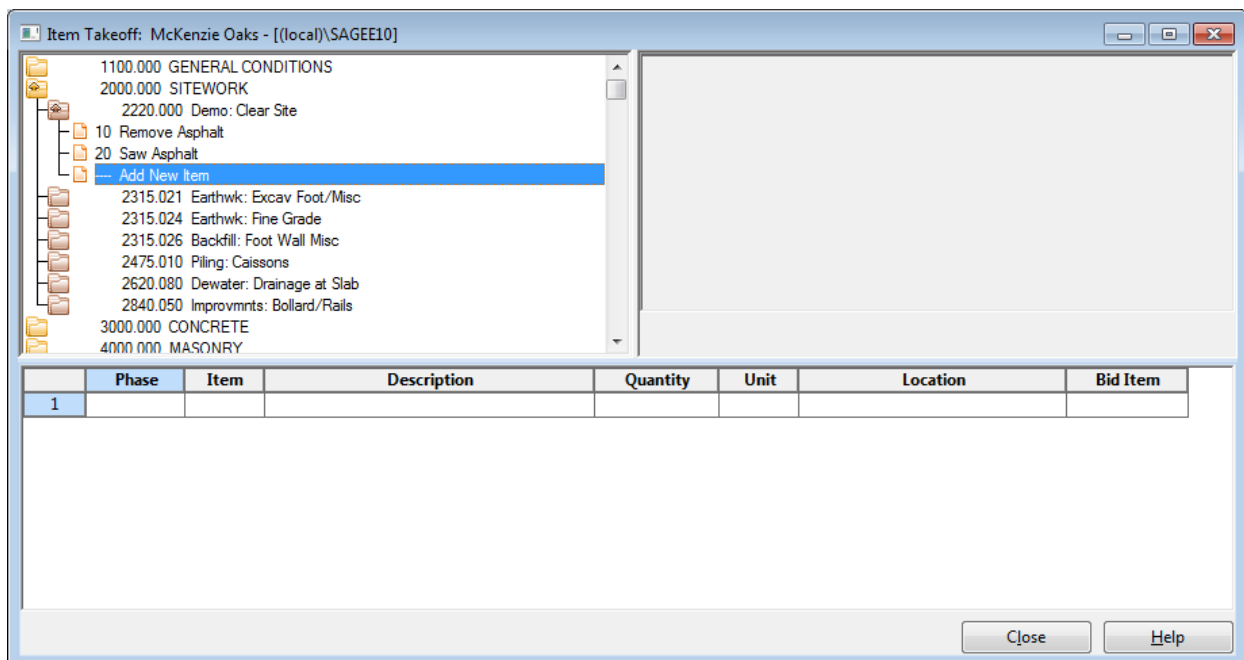 Item Takeoff: McKenzie Oaks - [(local)\SAGEE10]
1100.000 GENERAL CONDITIONS
2000.000 SITEWORK
2220.000 Demo: Clear Site
10 Remove Asphalt
20 Saw Asphalt
--- Add New Item
2315.021 Earthwk: Excav Foot/Misc
2315.024 Earthwk: Fine Grade
2315.026 Backfill: Foot Wall Misc
2475.010 Piling: Caissons
2620.080 Dewater: Drainage at Slab
2840.050 Improvmnts: Bollard/Rails
3000.000 CONCRETE
4000.000 MASONRY
Phase Item Description Quantity Unit Location Bid Item
1
Close Help